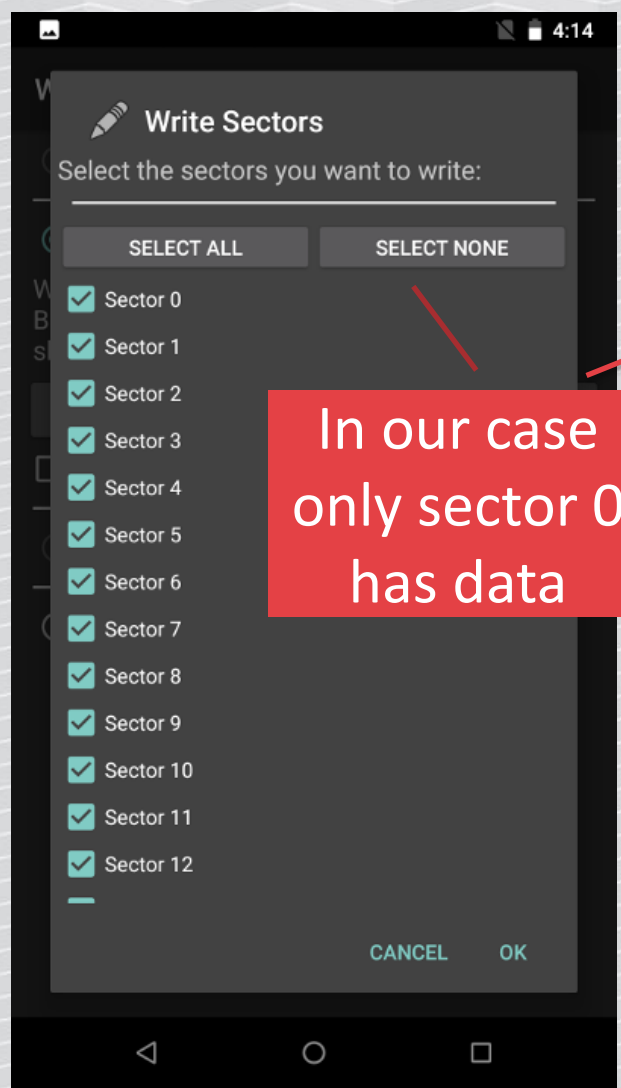 4:14
Write Sectors
Select the sectors you want to write:
SELECT ALL SELECT NONE
Sector 0
Sector 1
Sector 2
Sector 3
Sector 4
Sector 5
Sector 6
Sector 7
Sector 8
Sector 9
Sector 10
Sector 11
Sector 12
In our case
only sector 0
has data
CANCEL OK